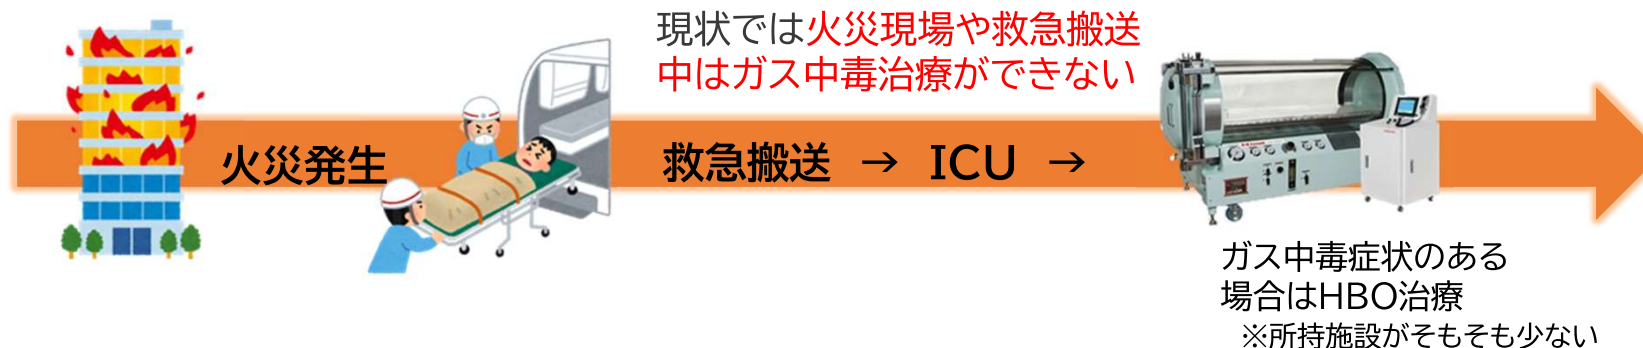 現状では火災現場や救急搬送
中はガス中毒治療ができない
火災発生
救急搬送 → ICU →
ガス中毒症状のある
場合はHBO治療
※所持施設がそもそも少ない